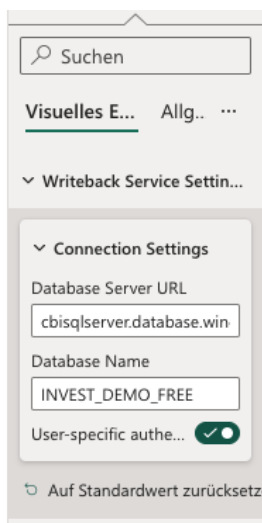 Suchen
Visuelles E... Allg.. ...
Writeback Service Settin...
Connection Settings
Database Server URL
cbisqlserver.database.win
Database Name
INVEST_DEMO_FREE
User-specific authe...
Auf Standardwert zurücksetz